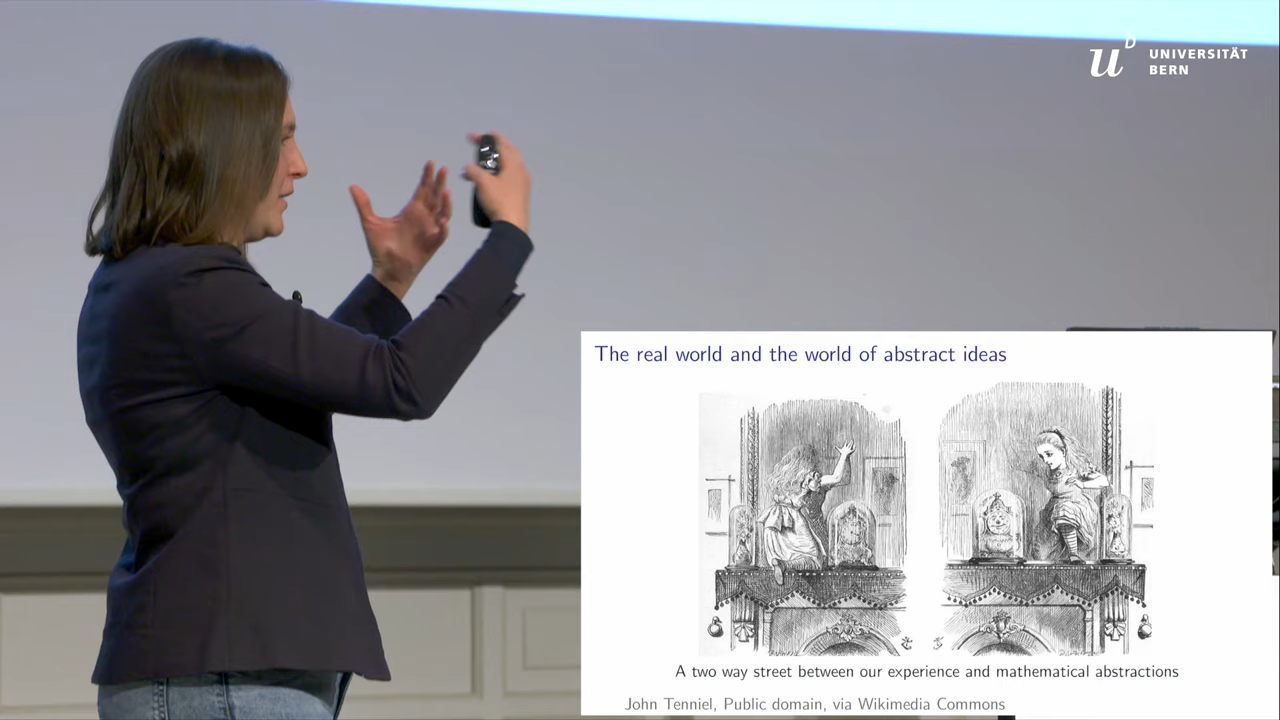 u b
UNIVERSITÄT
BERN
The real world and the world of abstract ideas
A two way street between our experience and mathematical abstractions
John Tenniel, Public domain, via Wikimedia Commons